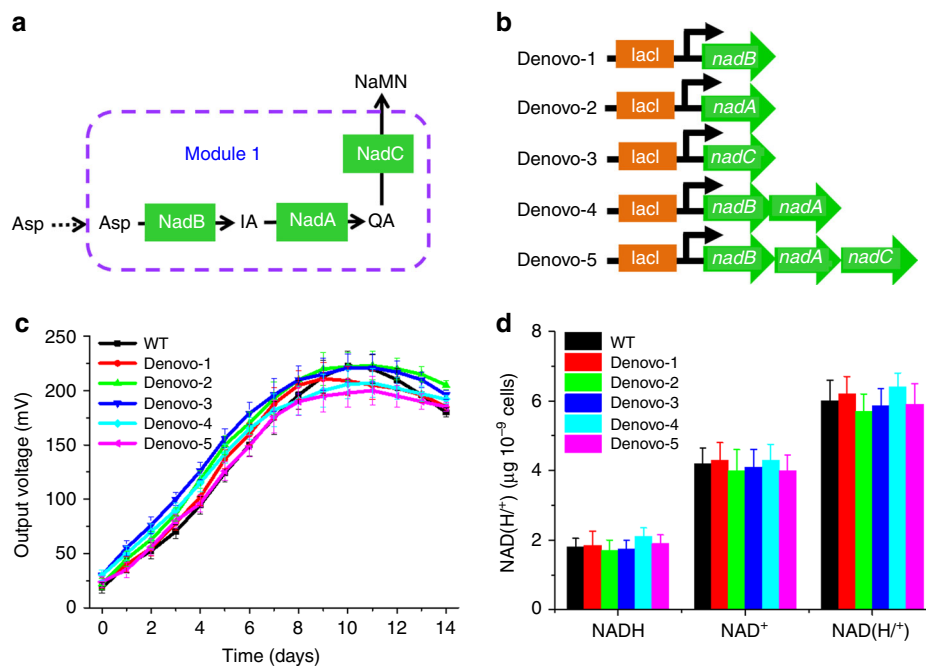 a
NaMN
Module 1
NadC
Asp
Asp
NadB
IA
NadA
QA
b
Denovo-1
lacI
nadB
Denovo-2
lacI
nadA
Denovo-3
lacI
nadC
Denovo-4
lacI
nadB
nadA
Denovo-5
lacI
nadB
nadA
nadC
c
250
200
150
100
50
0
Output voltage (mV)
WT
Denovo-1
Denovo-2
Denovo-3
Denovo-4
Denovo-5
0 2 4 6 8 10 12 14
Time (days)
d
8
6
4
2
0
NAD(H/⁺) (μg 10⁻⁹ cells)
WT
Denovo-1
Denovo-2
Denovo-3
Denovo-4
Denovo-5
NADH NAD⁺ NAD(H/⁺)